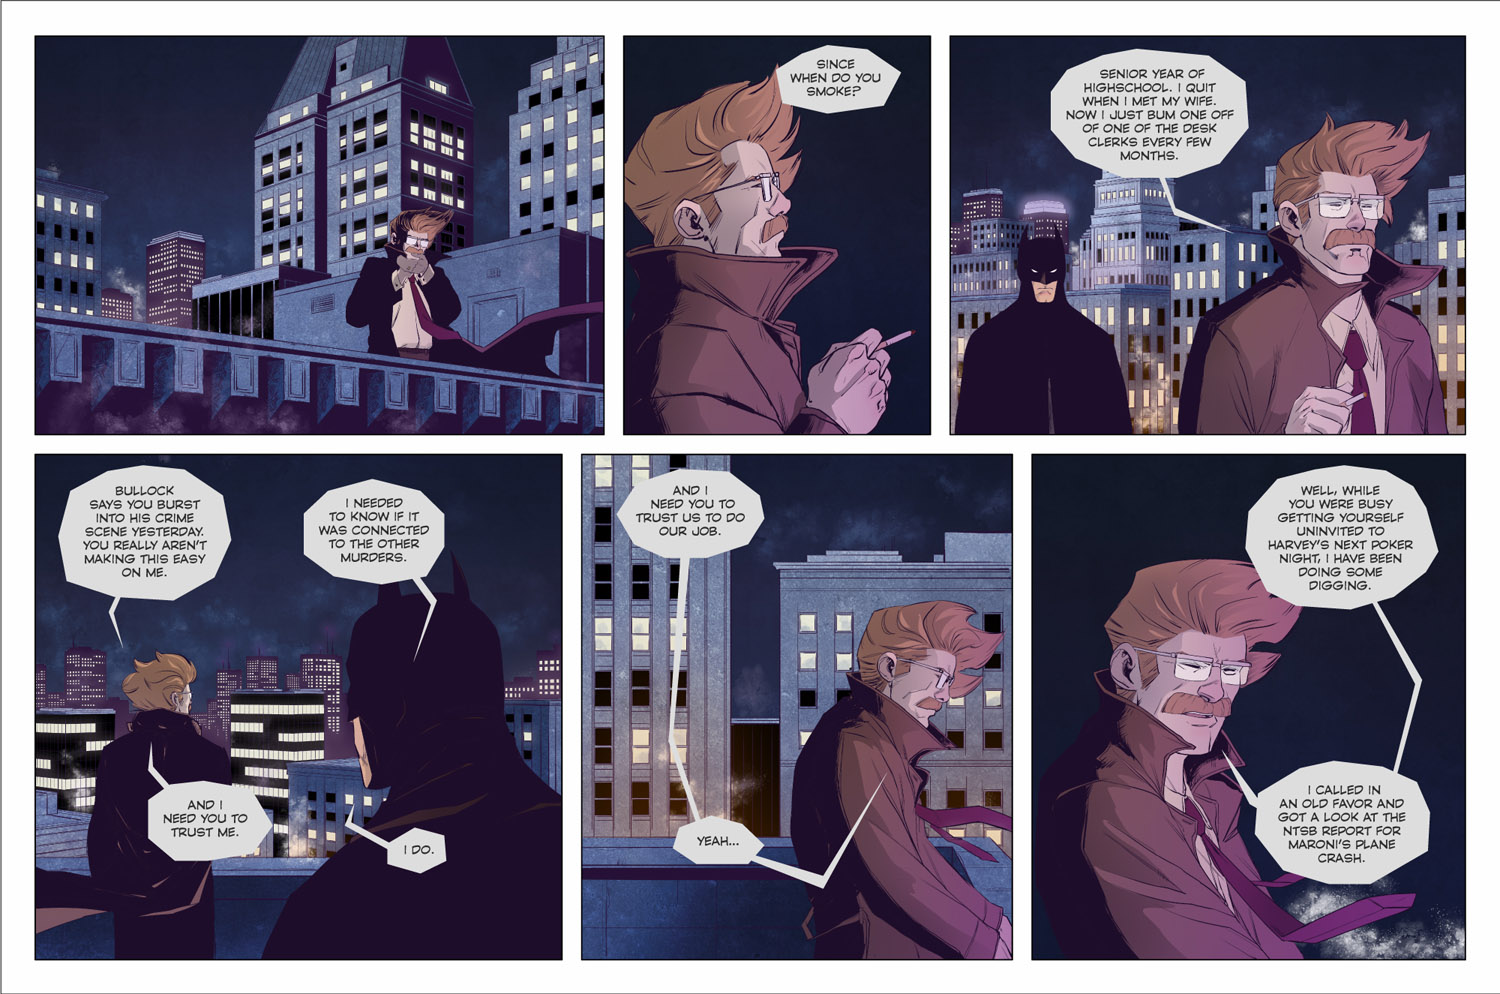 SINCE
WHEN DO YOU
SMOKE?
SENIOR YEAR OF
HIGHSCHOOL. I QUIT
WHEN I MET MY WIFE.
NOW I JUST BUM ONE OFF
OF ONE OF THE DESK
CLERKS EVERY FEW
MONTHS.
BULLOCK
SAYS YOU BURST
INTO HIS CRIME
SCENE YESTERDAY.
YOU REALLY AREN'T
MAKING THIS EASY
ON ME.
I NEEDED
TO KNOW IF IT
WAS CONNECTED
TO THE OTHER
MURDERS.
AND I
NEED YOU TO
TRUST ME.
I DO.
AND I
NEED YOU TO
TRUST US TO DO
OUR JOB.
YEAH...
WELL, WHILE
YOU WERE BUSY
GETTING YOURSELF
UNINVITED TO
HARVEY'S NEXT POKER
NIGHT, I HAVE BEEN
DOING SOME
DIGGING.
I CALLED IN
AN OLD FAVOR AND
GOT A LOOK AT THE
NTSB REPORT FOR
MARONI'S PLANE
CRASH.